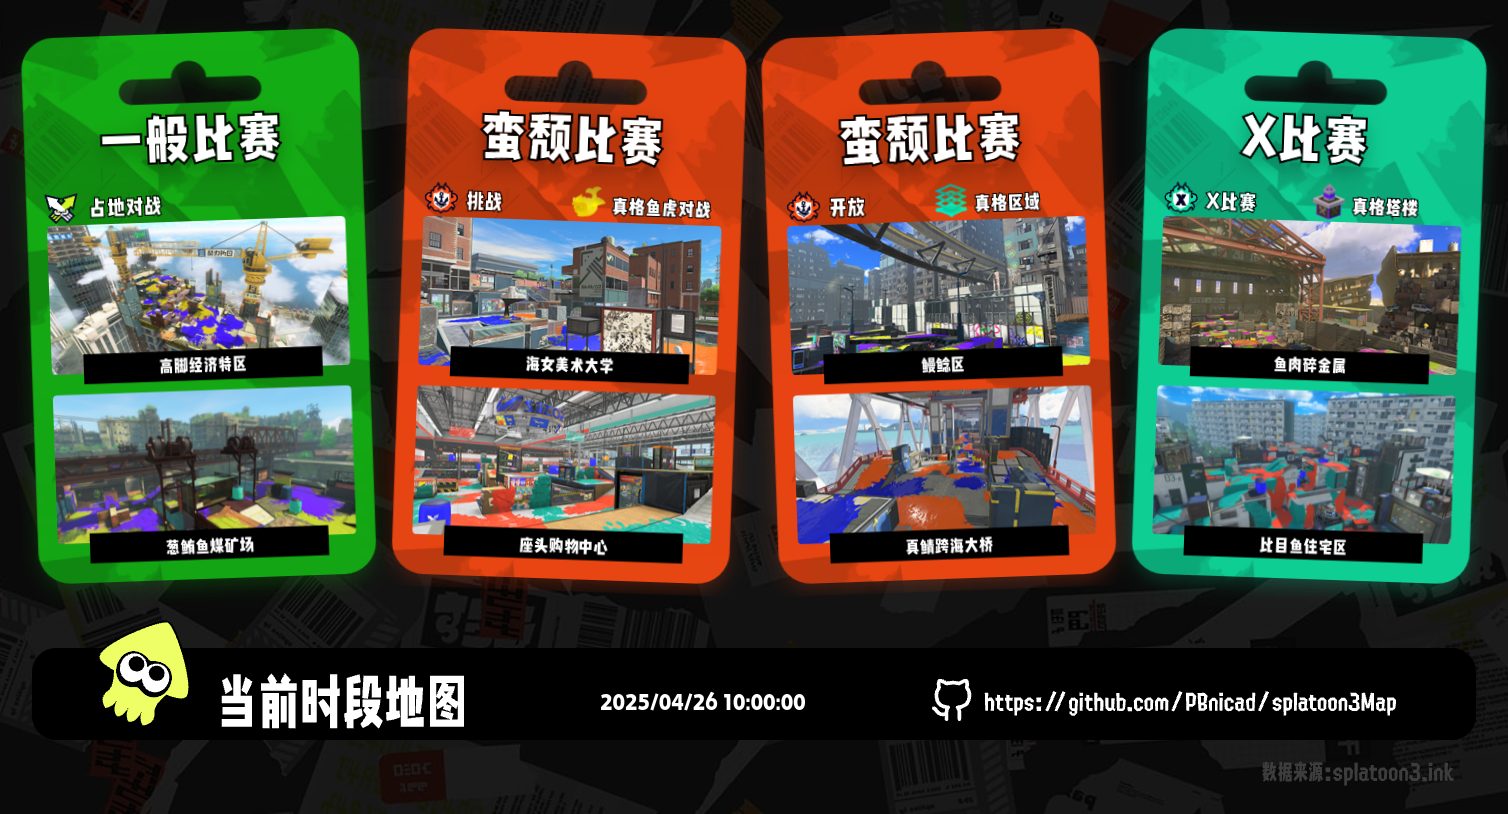 一般比赛
占地对战
高脚经济特区
葱鲔鱼煤矿场
蛮颓比赛
挑战
真格鱼虎对战
海女美术大学
座头购物中心
蛮颓比赛
开放
真格区域
鳗鲶区
真鲭跨海大桥
X比赛
X比赛
真格塔楼
鱼肉碎金属
比目鱼住宅区
当前时段地图
2025/04/26 10:00:00
https://github.com/PBnicad/splatoon3Map
数据来源:splatoon3.ink